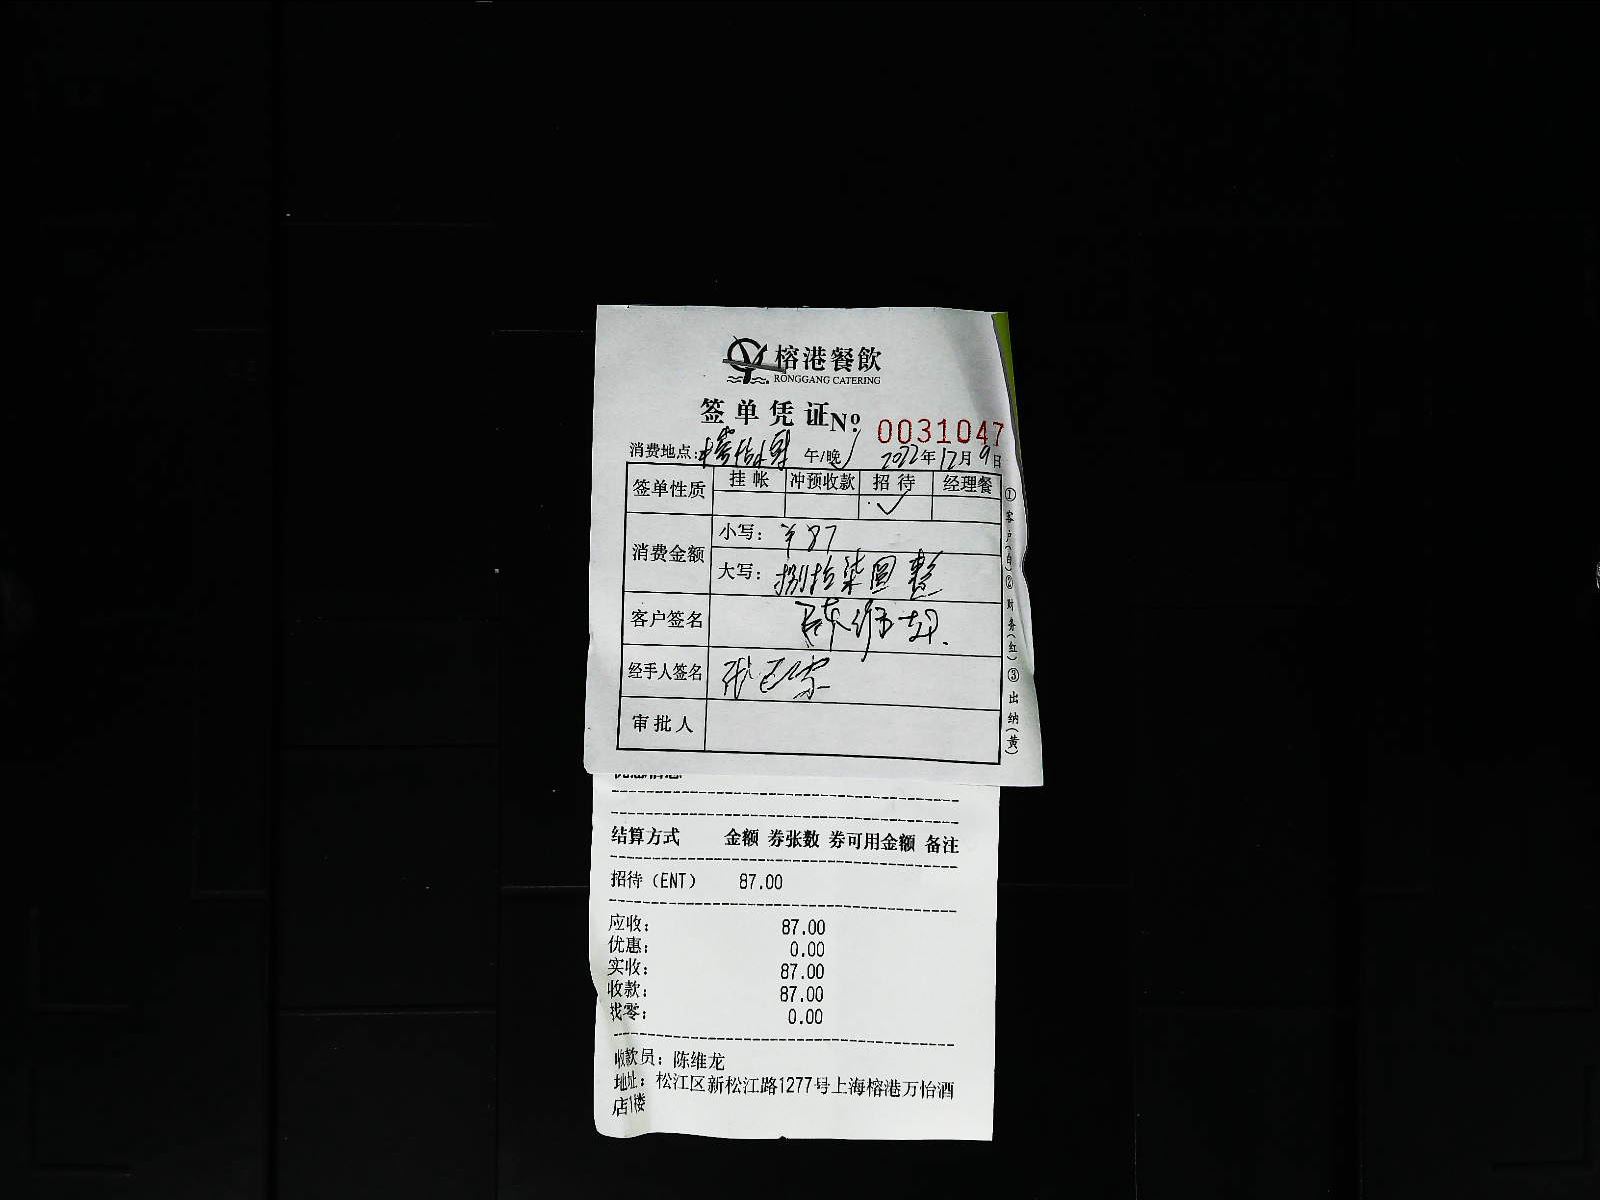 榕港餐飲
RONGGANG CATERING
签单凭证 № 0031047
消费地点: 午/晚 2022年12月9日
签单性质 挂帐 冲预收款 招待 经理餐
✓
消费金额 小写: ¥87
大写: 捌拾柒圆整
客户签名
经手人签名 张
审批人
①客户(白)②财务(红)③出纳(黄)
优惠信息
结算方式 金额 券张数 券可用金额 备注
招待(ENT) 87.00
应收: 87.00
优惠: 0.00
实收: 87.00
收款: 87.00
找零: 0.00
收款员: 陈维龙
地址: 松江区新松江路1277号上海榕港万怡酒
店1楼